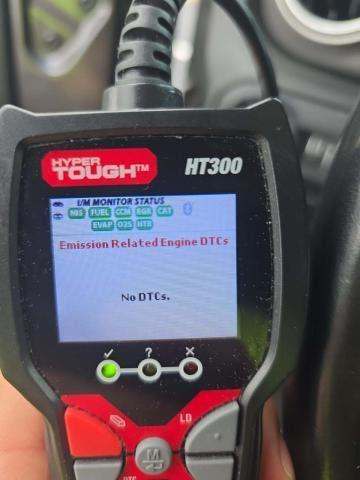 HYPER
TOUGH™
HT300
I/M MONITOR STATUS
MIS FUEL CCM EGR CAT
EVAP O2S HTR
Emission Related Engine DTCs
No DTCs.
✓ ? ✕
LD
M
DTC